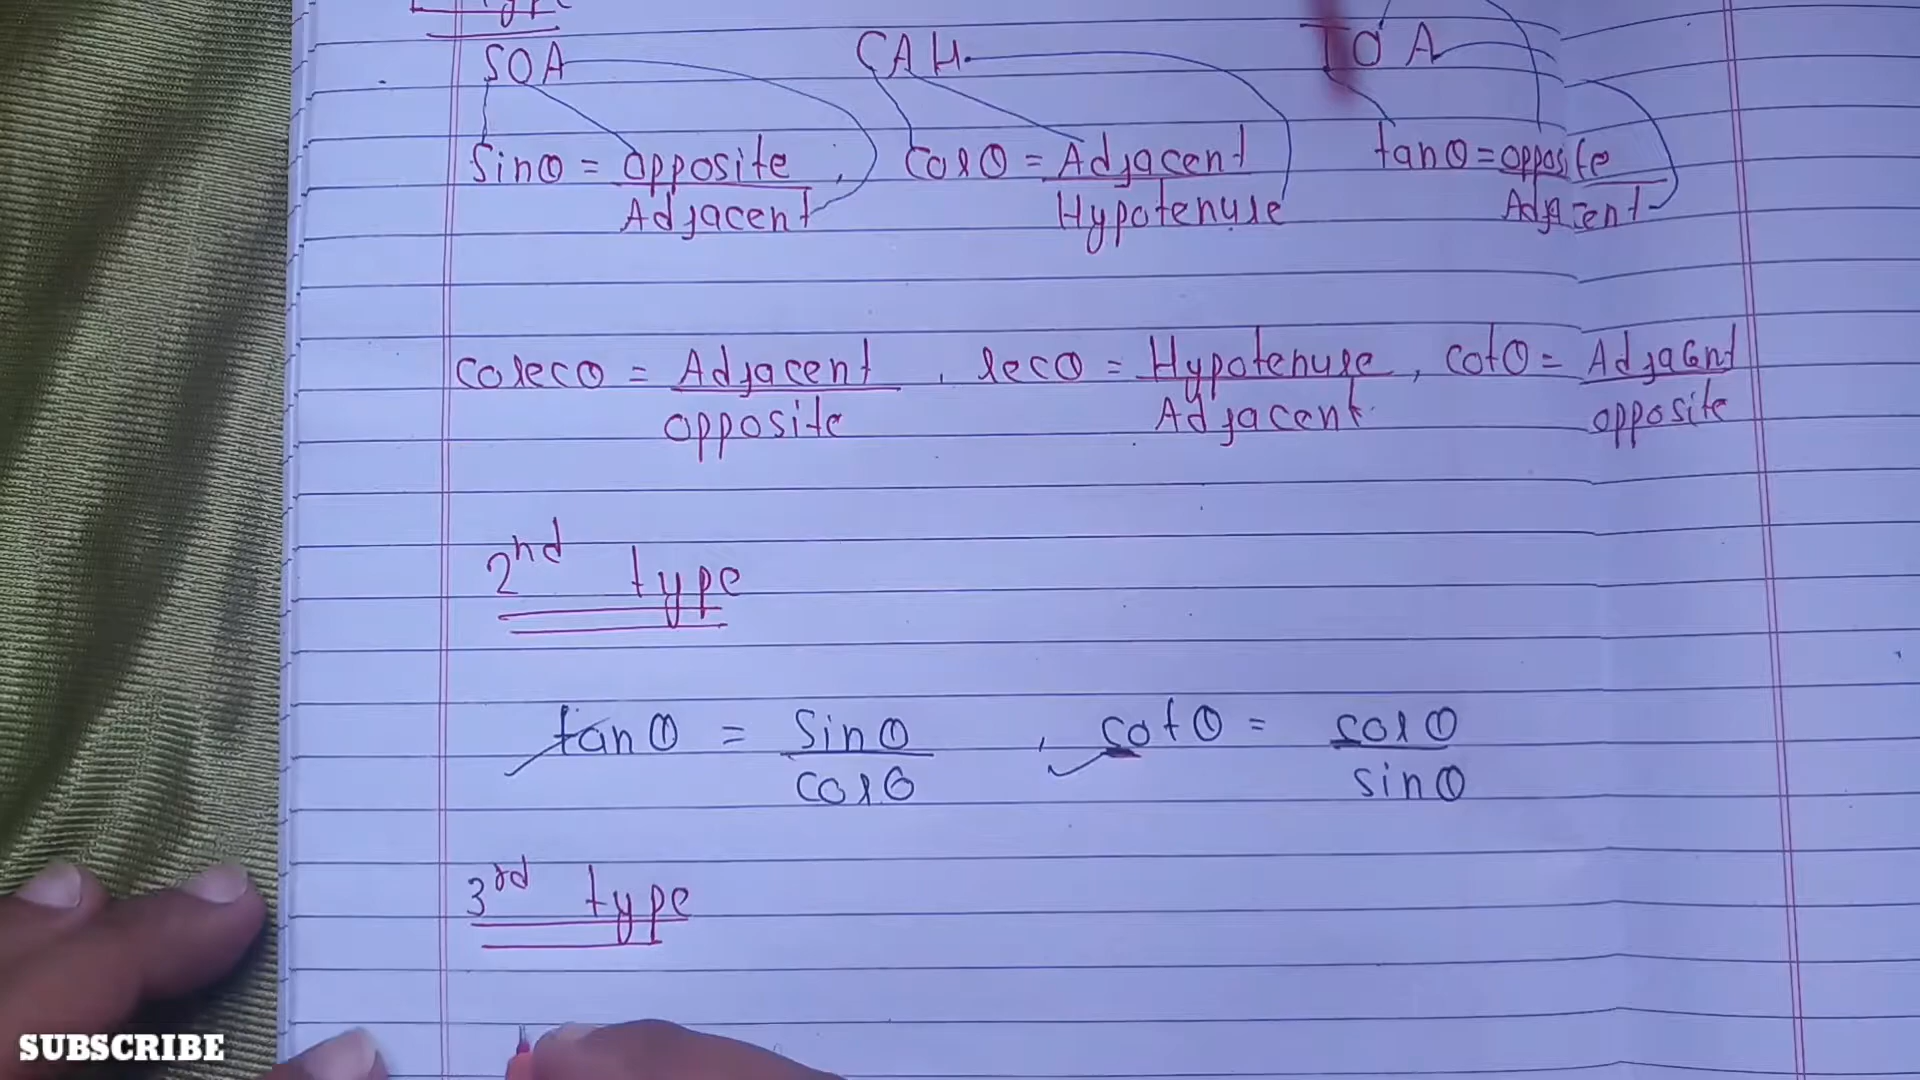 SOA CAH TOA
Sinθ = opposite / Adjacent , Cosθ = Adjacent / Hypotenuse tanθ = opposite / Adjacent
cosecθ = Adjacent / opposite , secθ = Hypotenuse / Adjacent , cotθ = Adjacent / opposite
2nd type
tanθ = Sinθ / cosθ , cotθ = cosθ / sinθ
3rd type
SUBSCRIBE